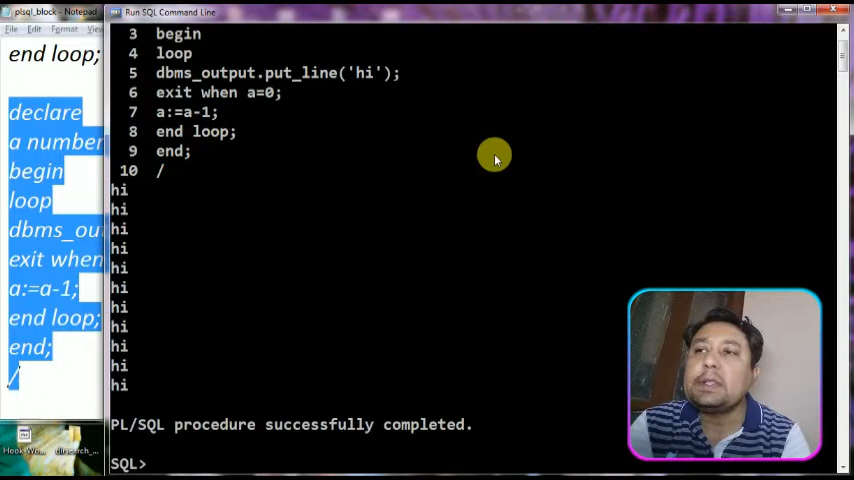 plsql_block - Notepad
File Edit Format
end loop;
declare
a number
begin
loop
dbms_out
exit when
a:=a-1;
end loop;
end;
/
Run SQL Command Line
3 begin
4 loop
5 dbms_output.put_line('hi');
6 exit when a=0;
7 a:=a-1;
8 end loop;
9 end;
10 /
hi
hi
hi
hi
hi
hi
hi
hi
hi
hi
hi
PL/SQL procedure successfully completed.
SQL>
Hook-Wo... dirsearch_...